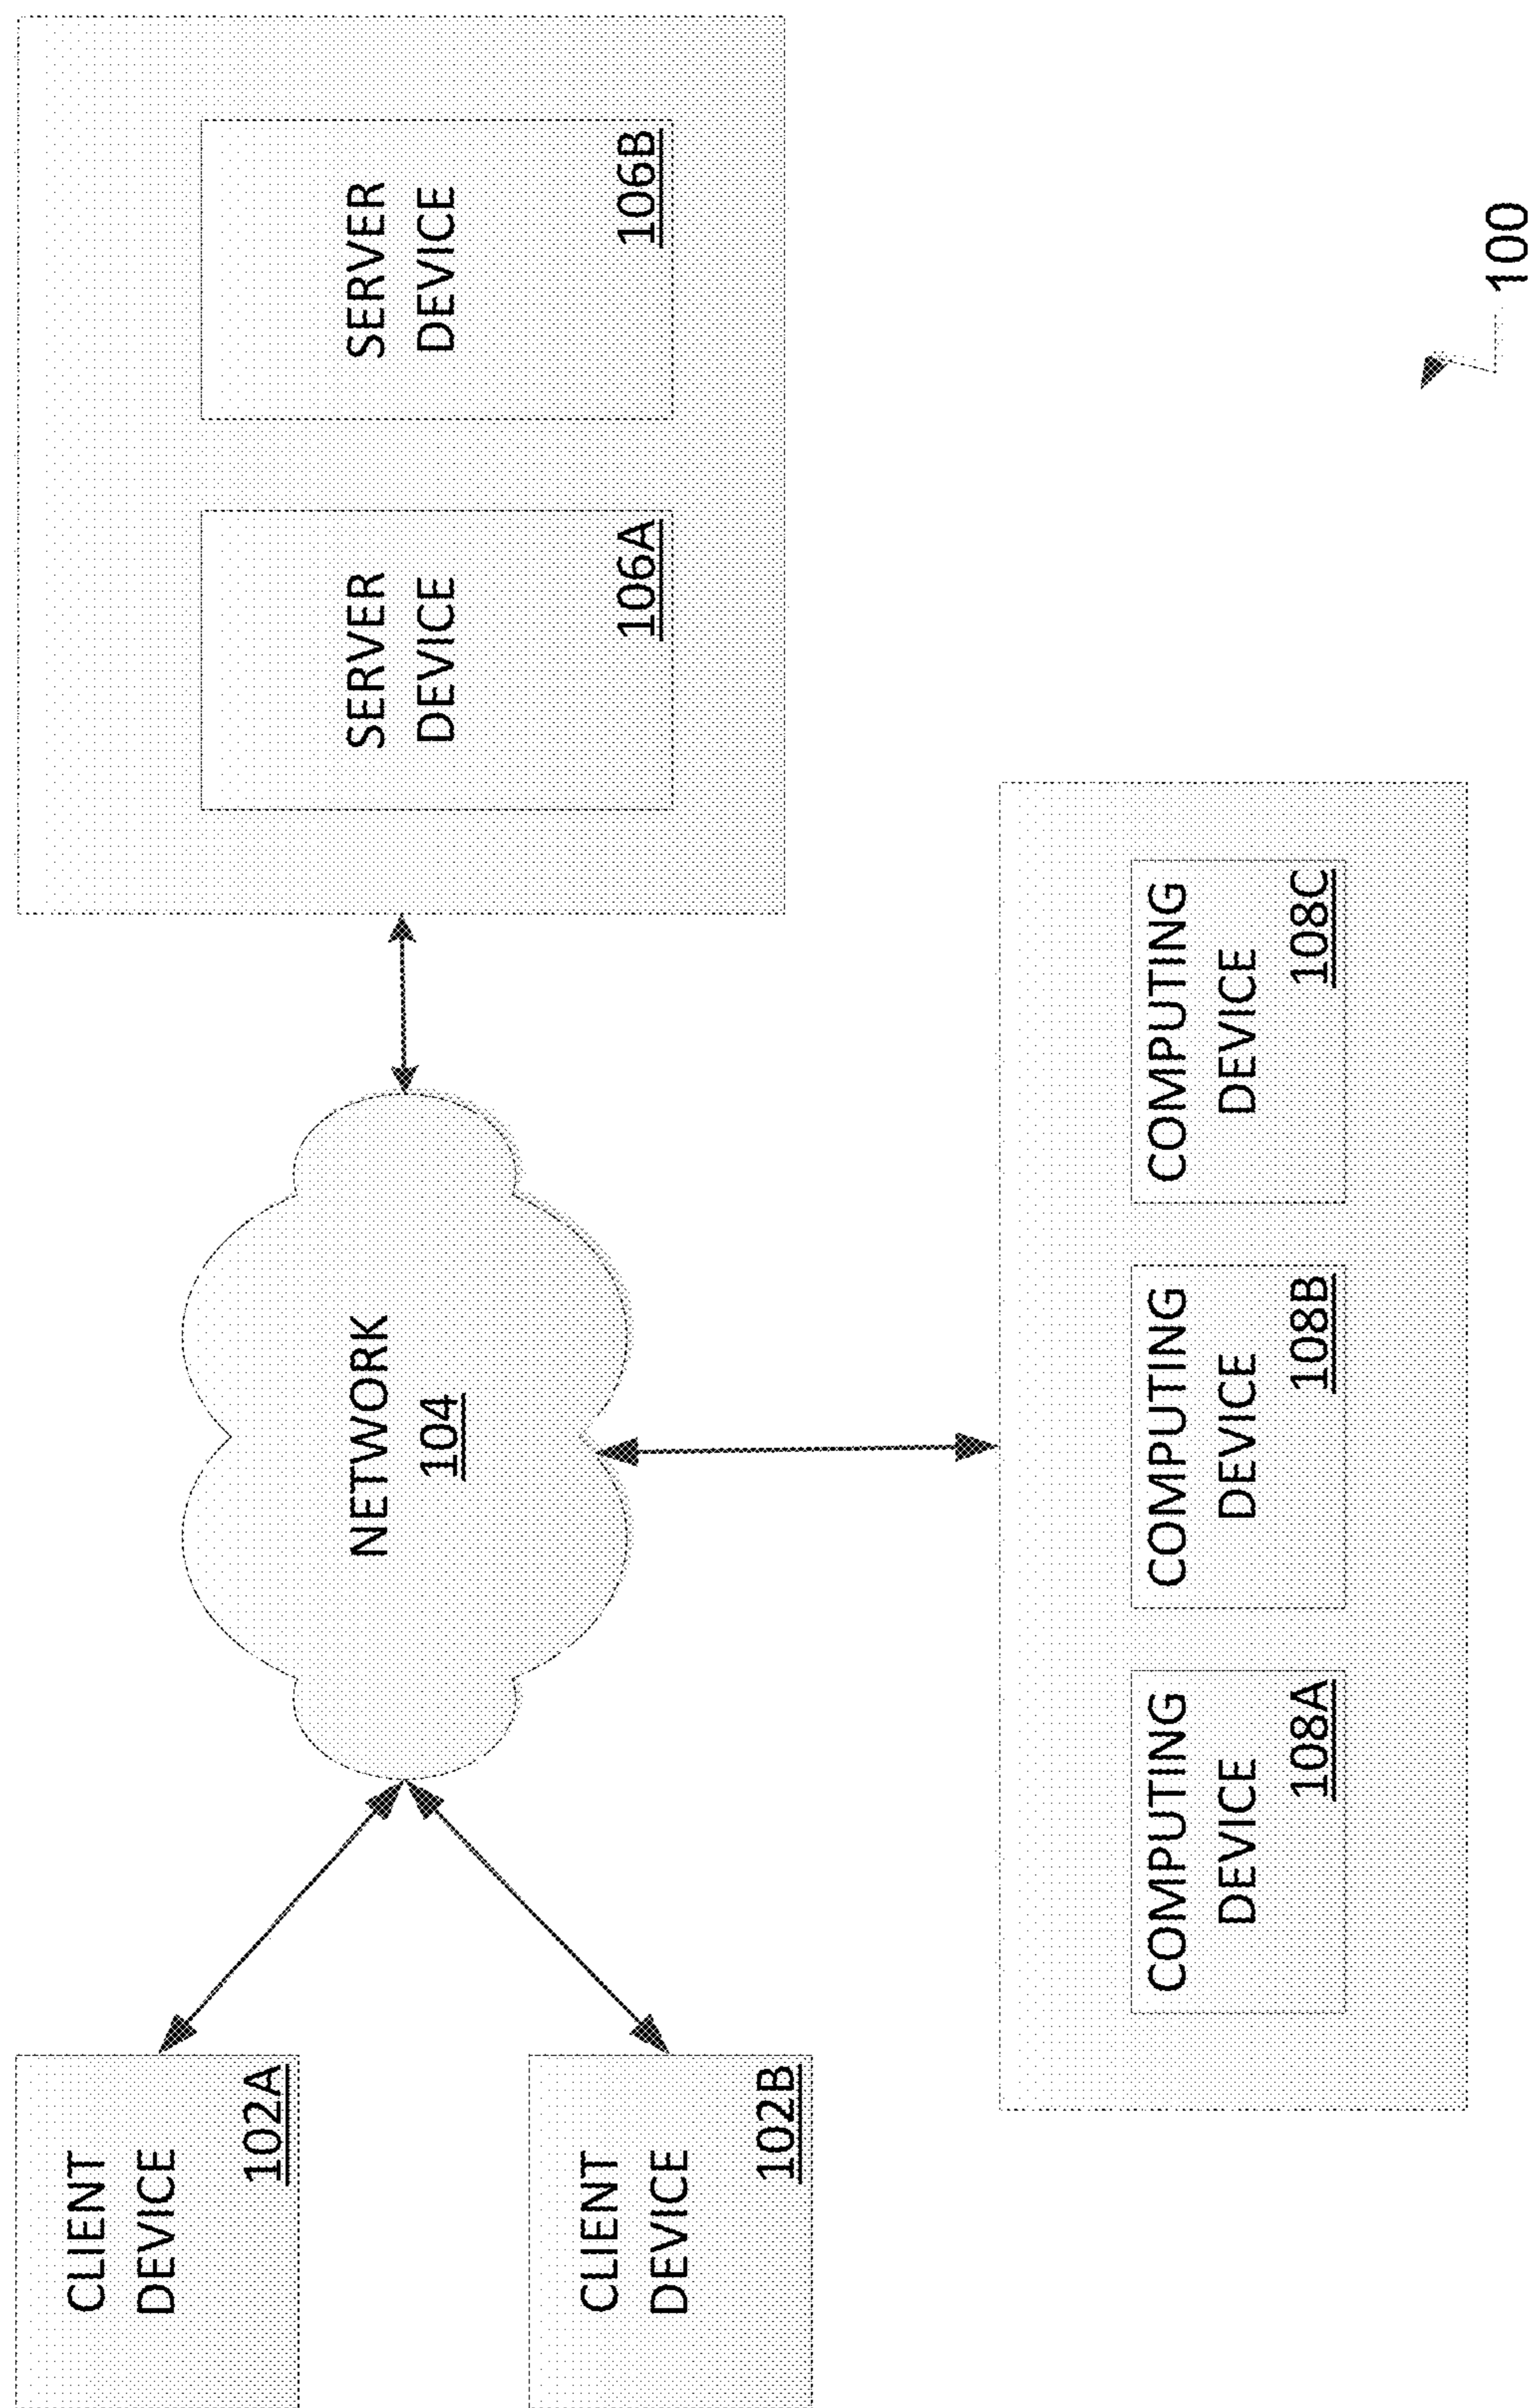 CLIENT
DEVICE
102A
CLIENT
DEVICE
102B
NETWORK
104
SERVER
DEVICE
106A
SERVER
DEVICE
106B
COMPUTING
DEVICE
108A
COMPUTING
DEVICE
108B
COMPUTING
DEVICE
108C
100